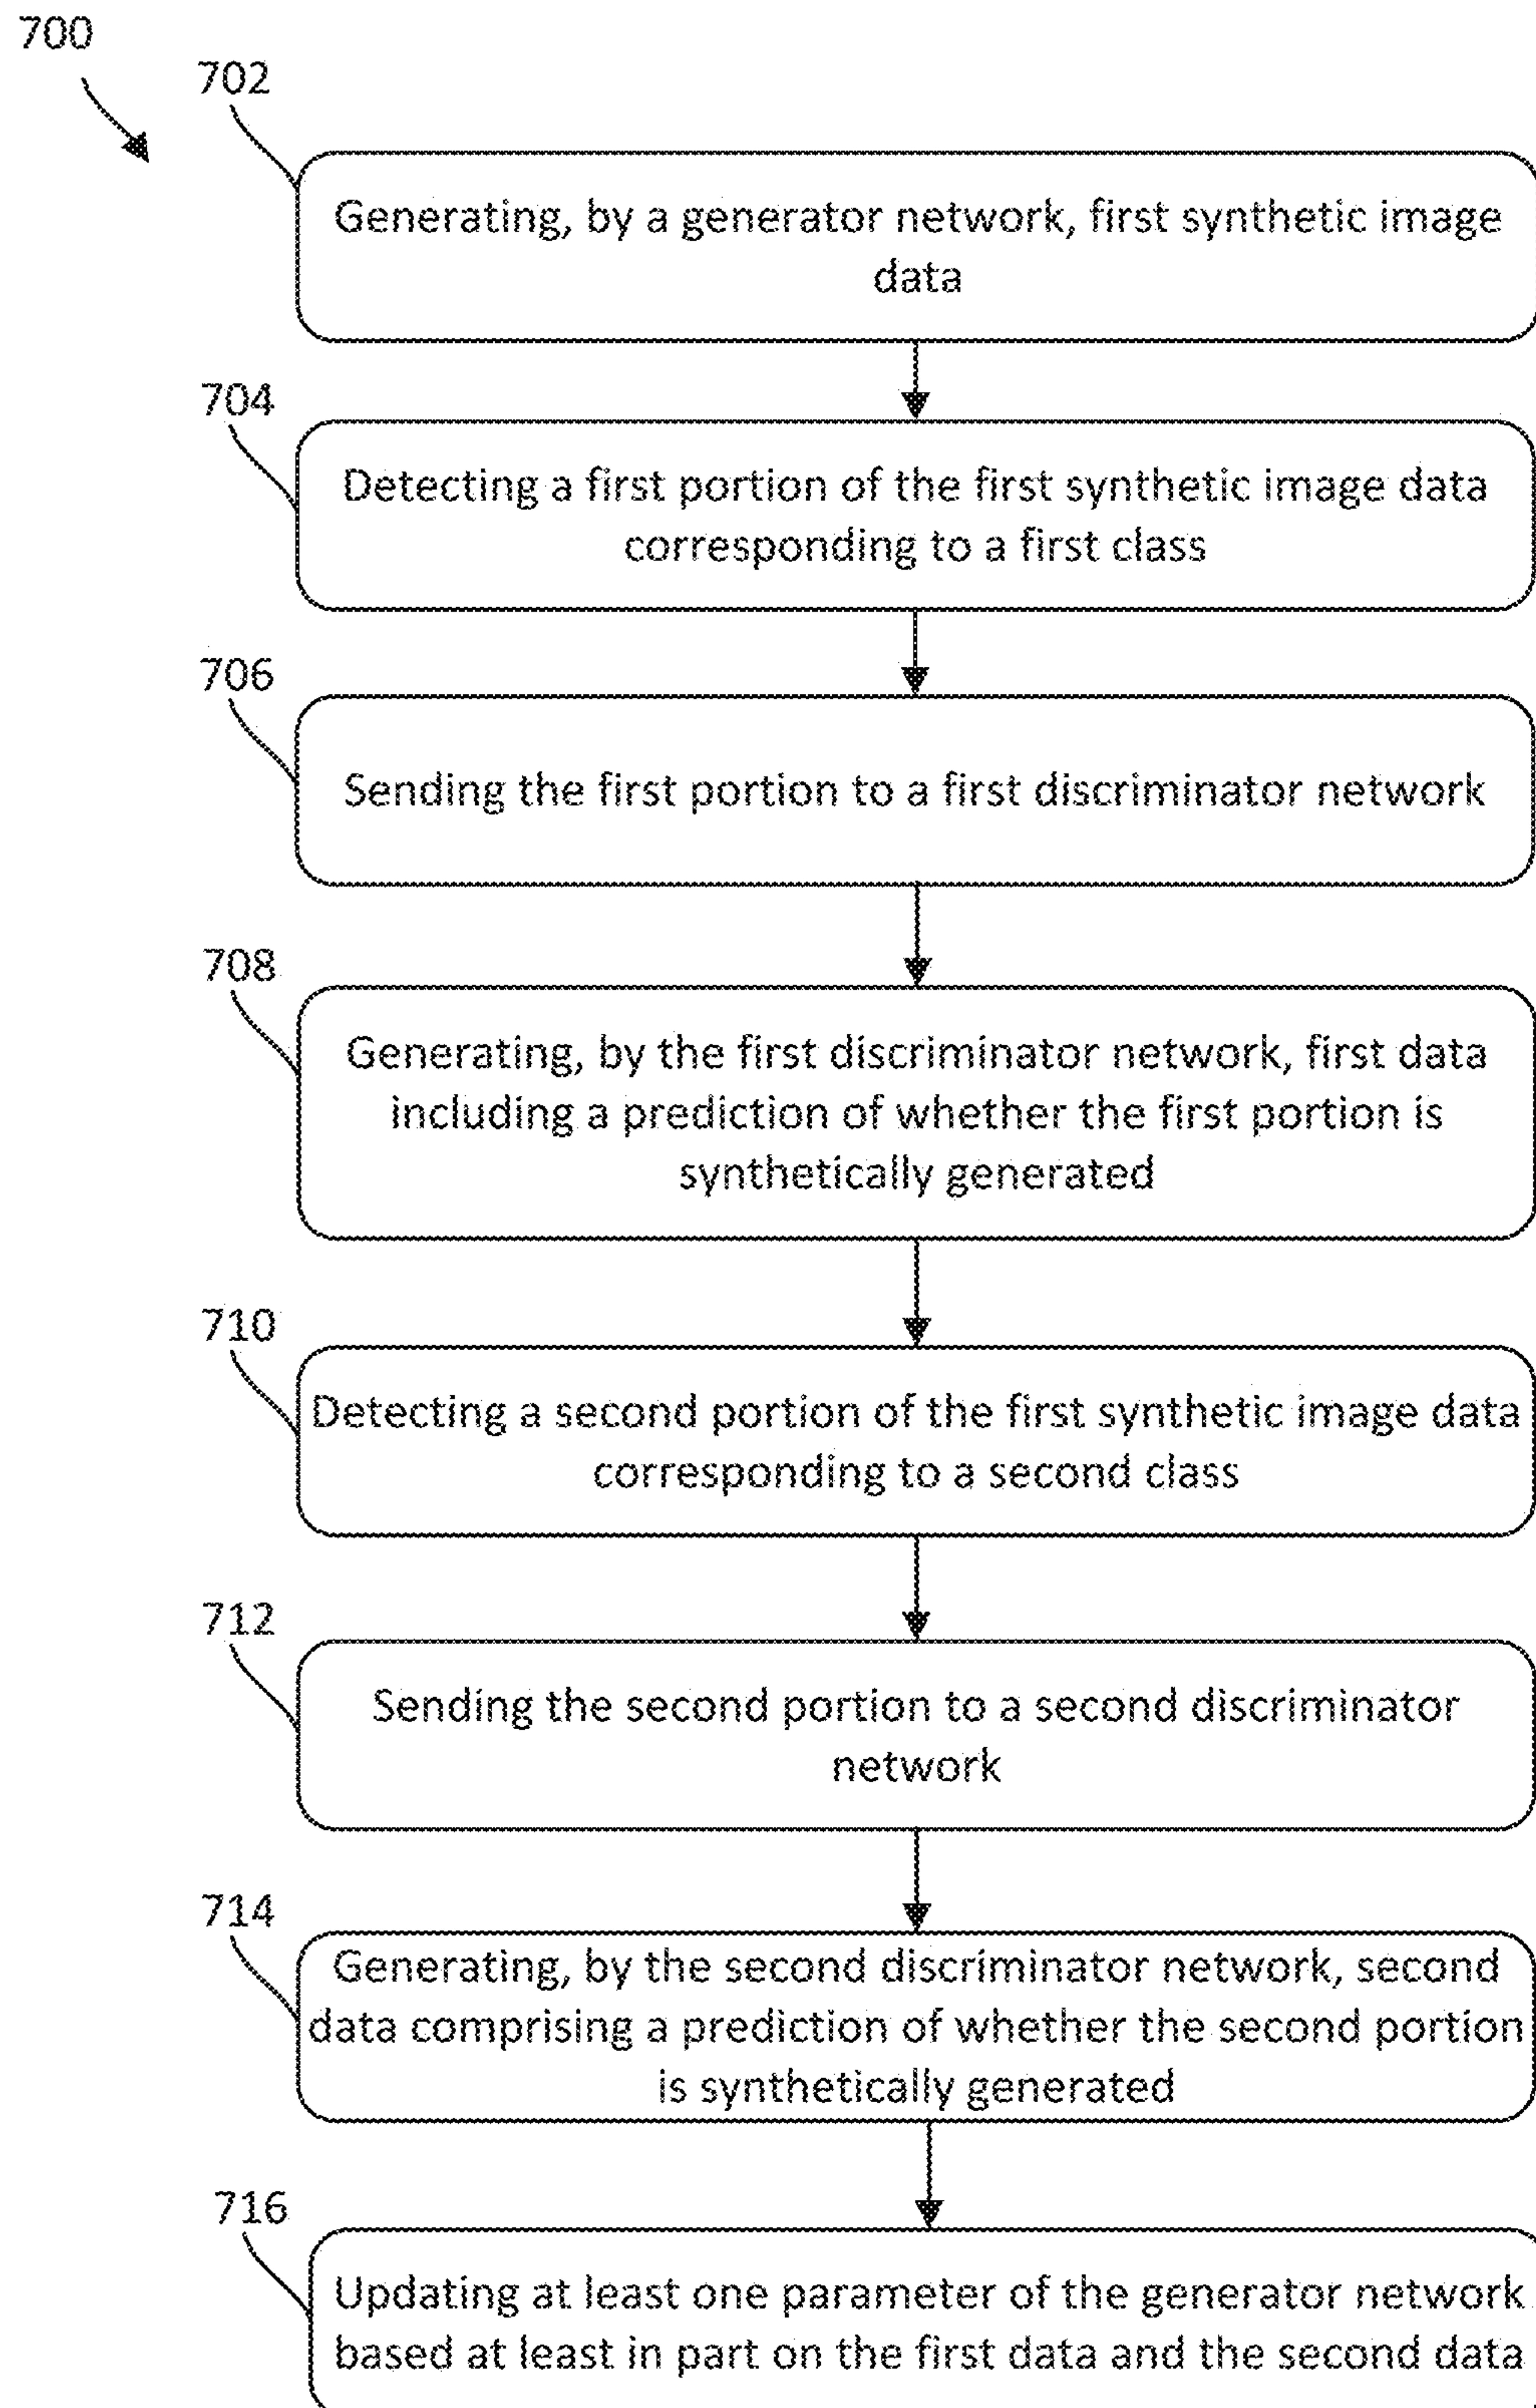 700
702
Generating, by a generator network, first synthetic image
data
704
Detecting a first portion of the first synthetic image data
corresponding to a first class
706
Sending the first portion to a first discriminator network
708
Generating, by the first discriminator network, first data
including a prediction of whether the first portion is
synthetically generated
710
Detecting a second portion of the first synthetic image data
corresponding to a second class
712
Sending the second portion to a second discriminator
network
714
Generating, by the second discriminator network, second
data comprising a prediction of whether the second portion
is synthetically generated
716
Updating at least one parameter of the generator network
based at least in part on the first data and the second data